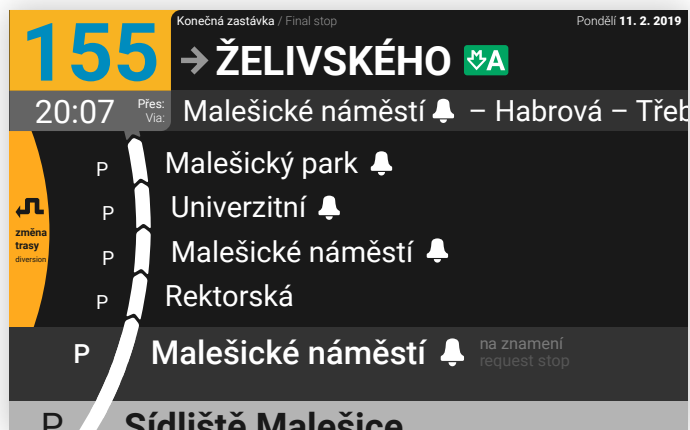 155
Konečná zastávka / Final stop
Pondělí 11. 2. 2019
→ ŽELIVSKÉHO A
20:07
Přes:
Via:
Malešické náměstí – Habrová – Třeb
P Malešický park
P Univerzitní
změna
trasy
diversion
P Malešické náměstí
P Rektorská
P Malešické náměstí
na znamení
request stop
P Sídliště Malešice